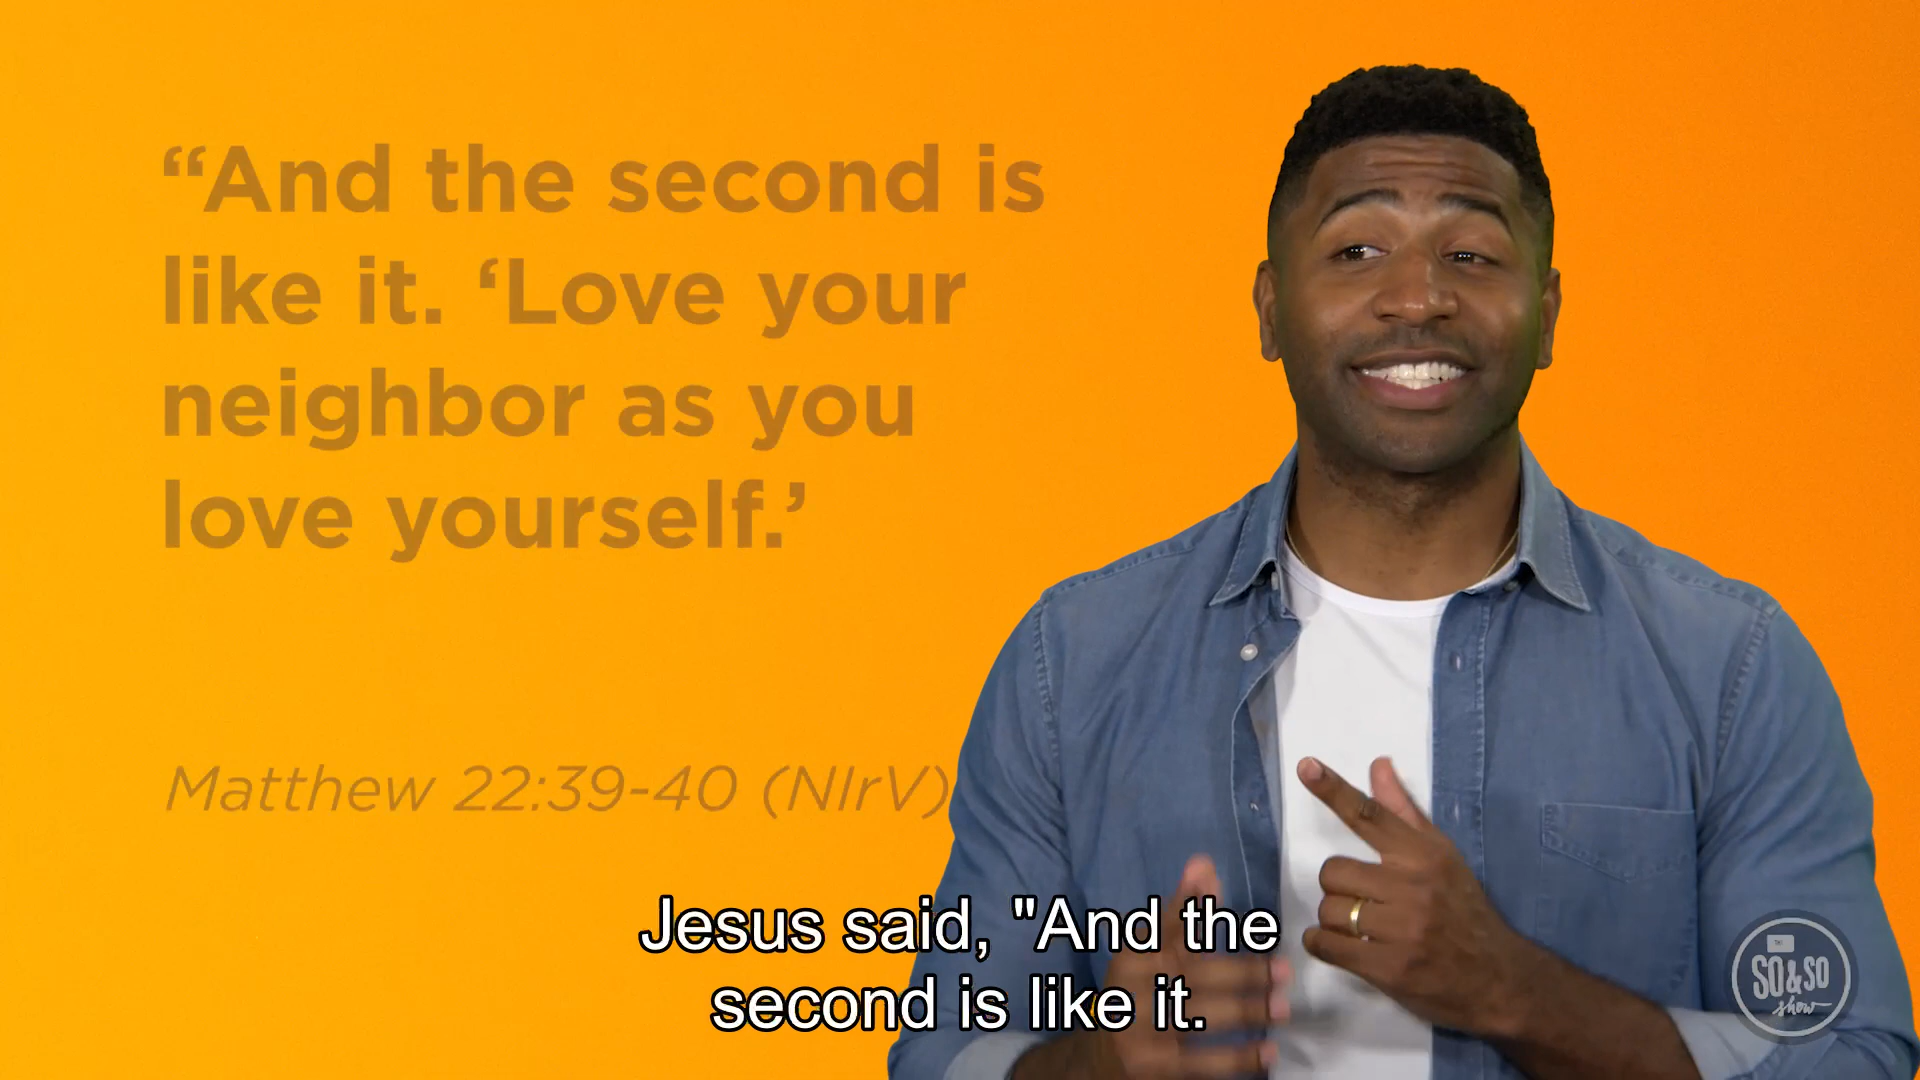 “And the second is
like it. ‘Love your
neighbor as you
love yourself.’
Matthew 22:39-40 (NIrV)
Jesus said, "And the
second is like it.
SO&SO
show